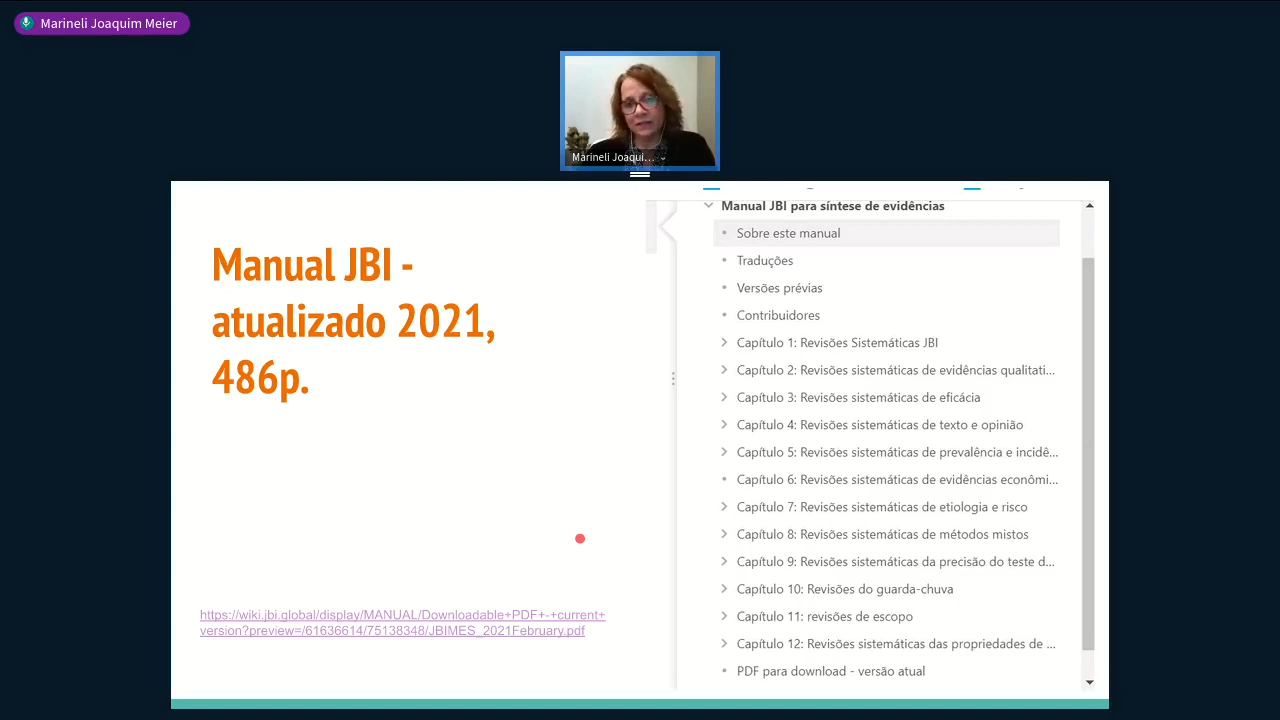 Marineli Joaquim Meier
Marineli Joaqui…
Manual JBI -
atualizado 2021,
486p.
https://wiki.jbi.global/display/MANUAL/Downloadable+PDF+-+current+
version?preview=/61636614/75138348/JBIMES_2021February.pdf
Manual JBI para síntese de evidências
Sobre este manual
Traduções
Versões prévias
Contribuidores
Capítulo 1: Revisões Sistemáticas JBI
Capítulo 2: Revisões sistemáticas de evidências qualitati...
Capítulo 3: Revisões sistemáticas de eficácia
Capítulo 4: Revisões sistemáticas de texto e opinião
Capítulo 5: Revisões sistemáticas de prevalência e incidê...
Capítulo 6: Revisões sistemáticas de evidências econômi...
Capítulo 7: Revisões sistemáticas de etiologia e risco
Capítulo 8: Revisões sistemáticas de métodos mistos
Capítulo 9: Revisões sistemáticas da precisão do teste d...
Capítulo 10: Revisões do guarda-chuva
Capítulo 11: revisões de escopo
Capítulo 12: Revisões sistemáticas das propriedades de ...
PDF para download - versão atual